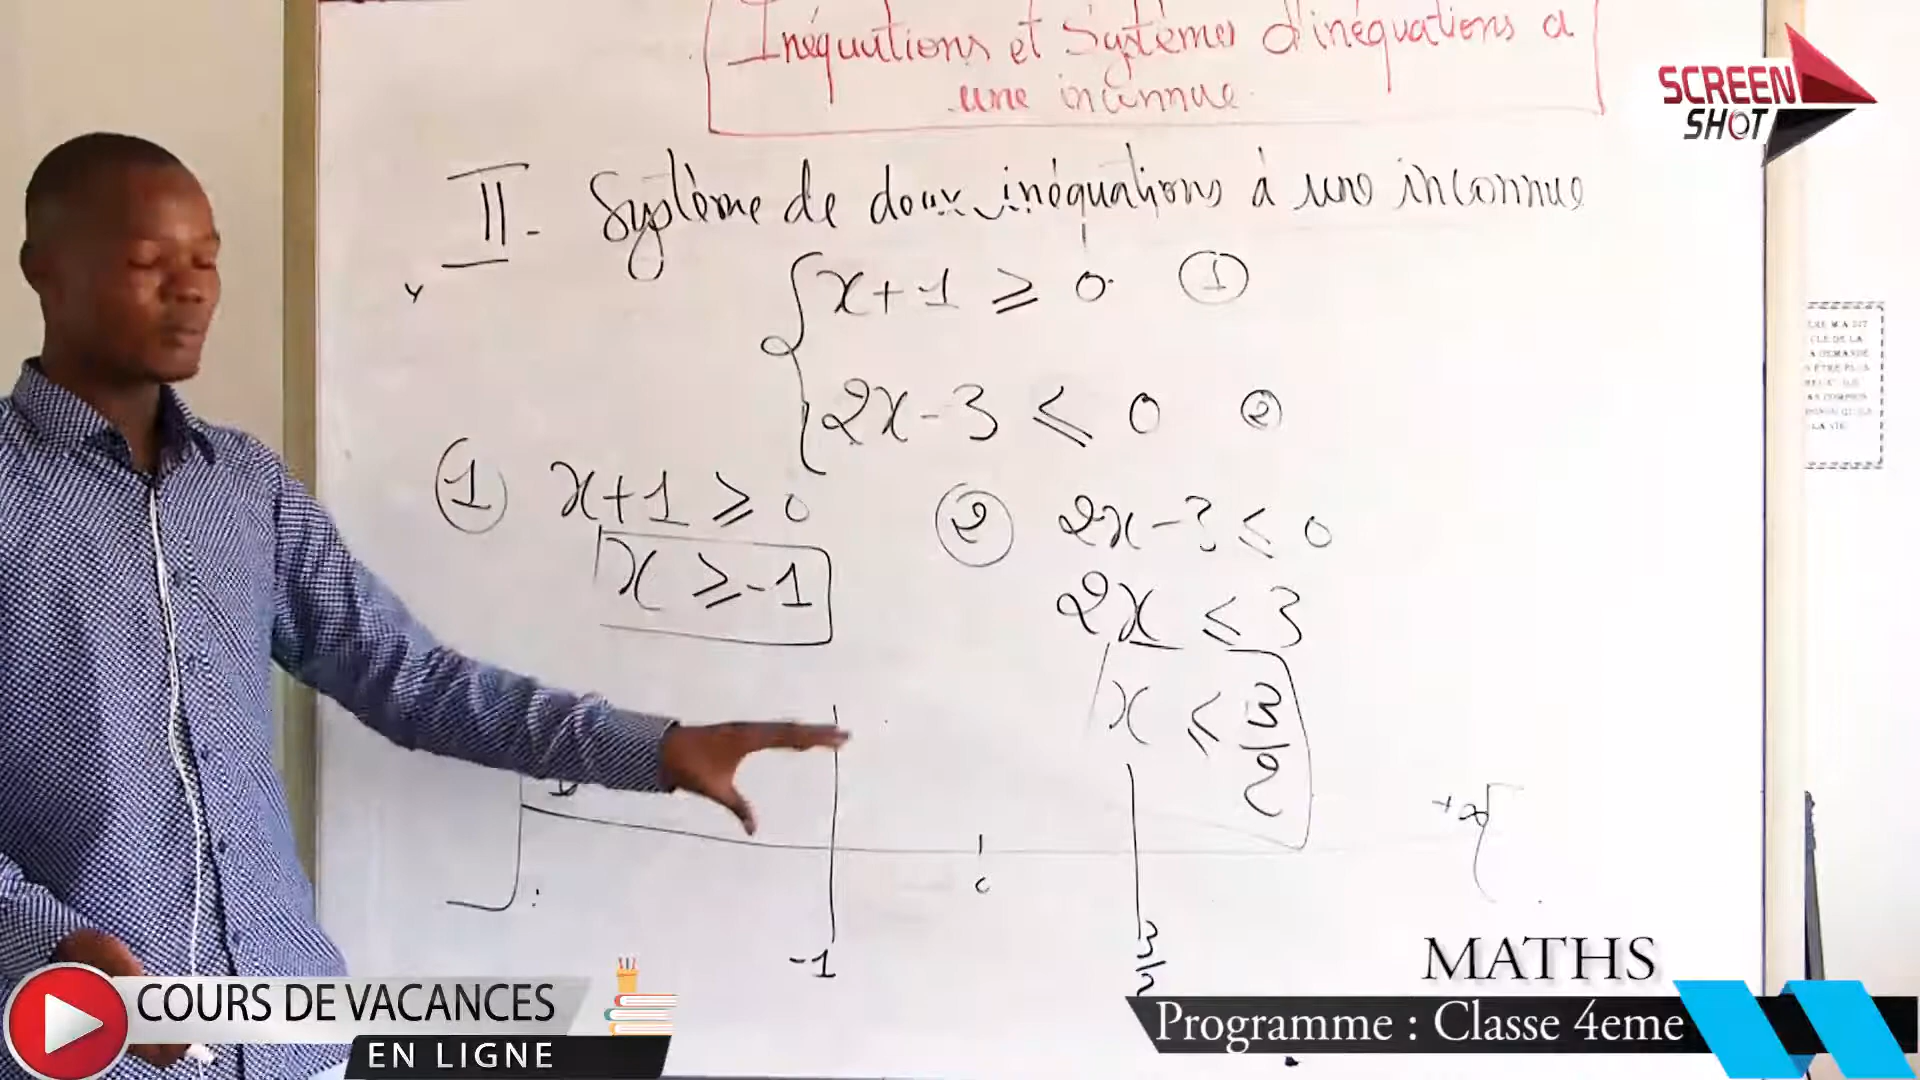 Inéquations et Systèmes d'inéquations a
une inconnue
SCREEN
SHOT
II - Système de deux inéquations à une inconnue
x+1 ⩾ 0 ①
2x-3 ⩽ 0 ②
① x+1 ⩾ 0
x ⩾ -1
② 2x-3 ⩽ 0
2x ⩽ 3
x ⩽ 3/2
+∞
-1
3/2
MATHS
Programme : Classe 4eme
COURS DE VACANCES
EN LIGNE